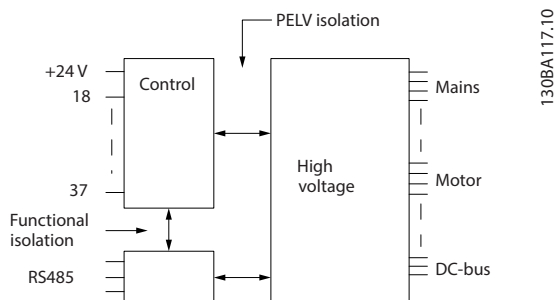 PELV isolation
130BA117.10
+24 V
Control
Mains
18
High
voltage
Motor
37
Functional
isolation
DC-bus
RS485